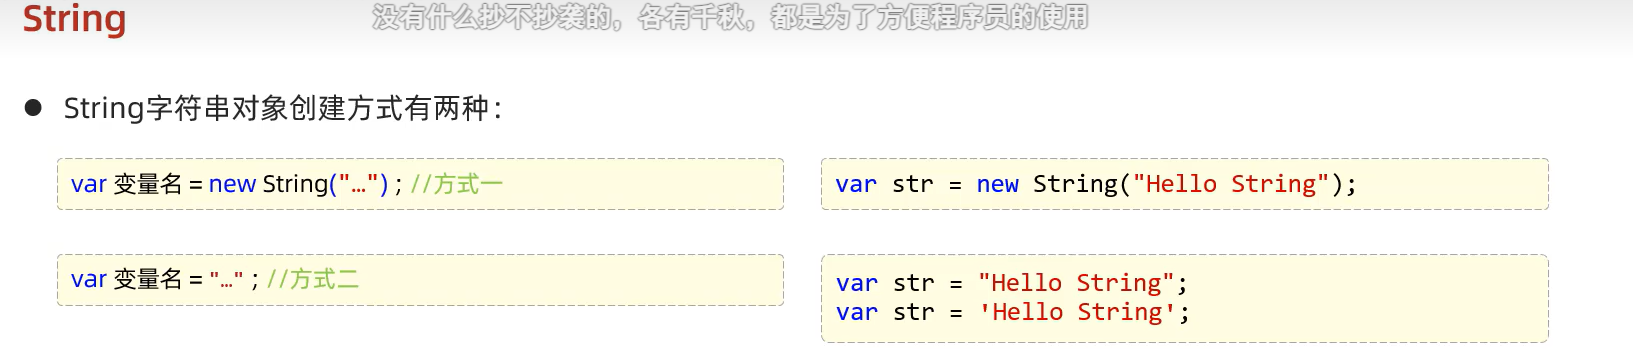 String
没有什么抄不抄袭的，各有千秋，都是为了方便程序员的使用
● String字符串对象创建方式有两种：
var 变量名 = new String("…") ; //方式一
var str = new String("Hello String");
var 变量名 = "…" ; //方式二
var str = "Hello String";
var str = 'Hello String';